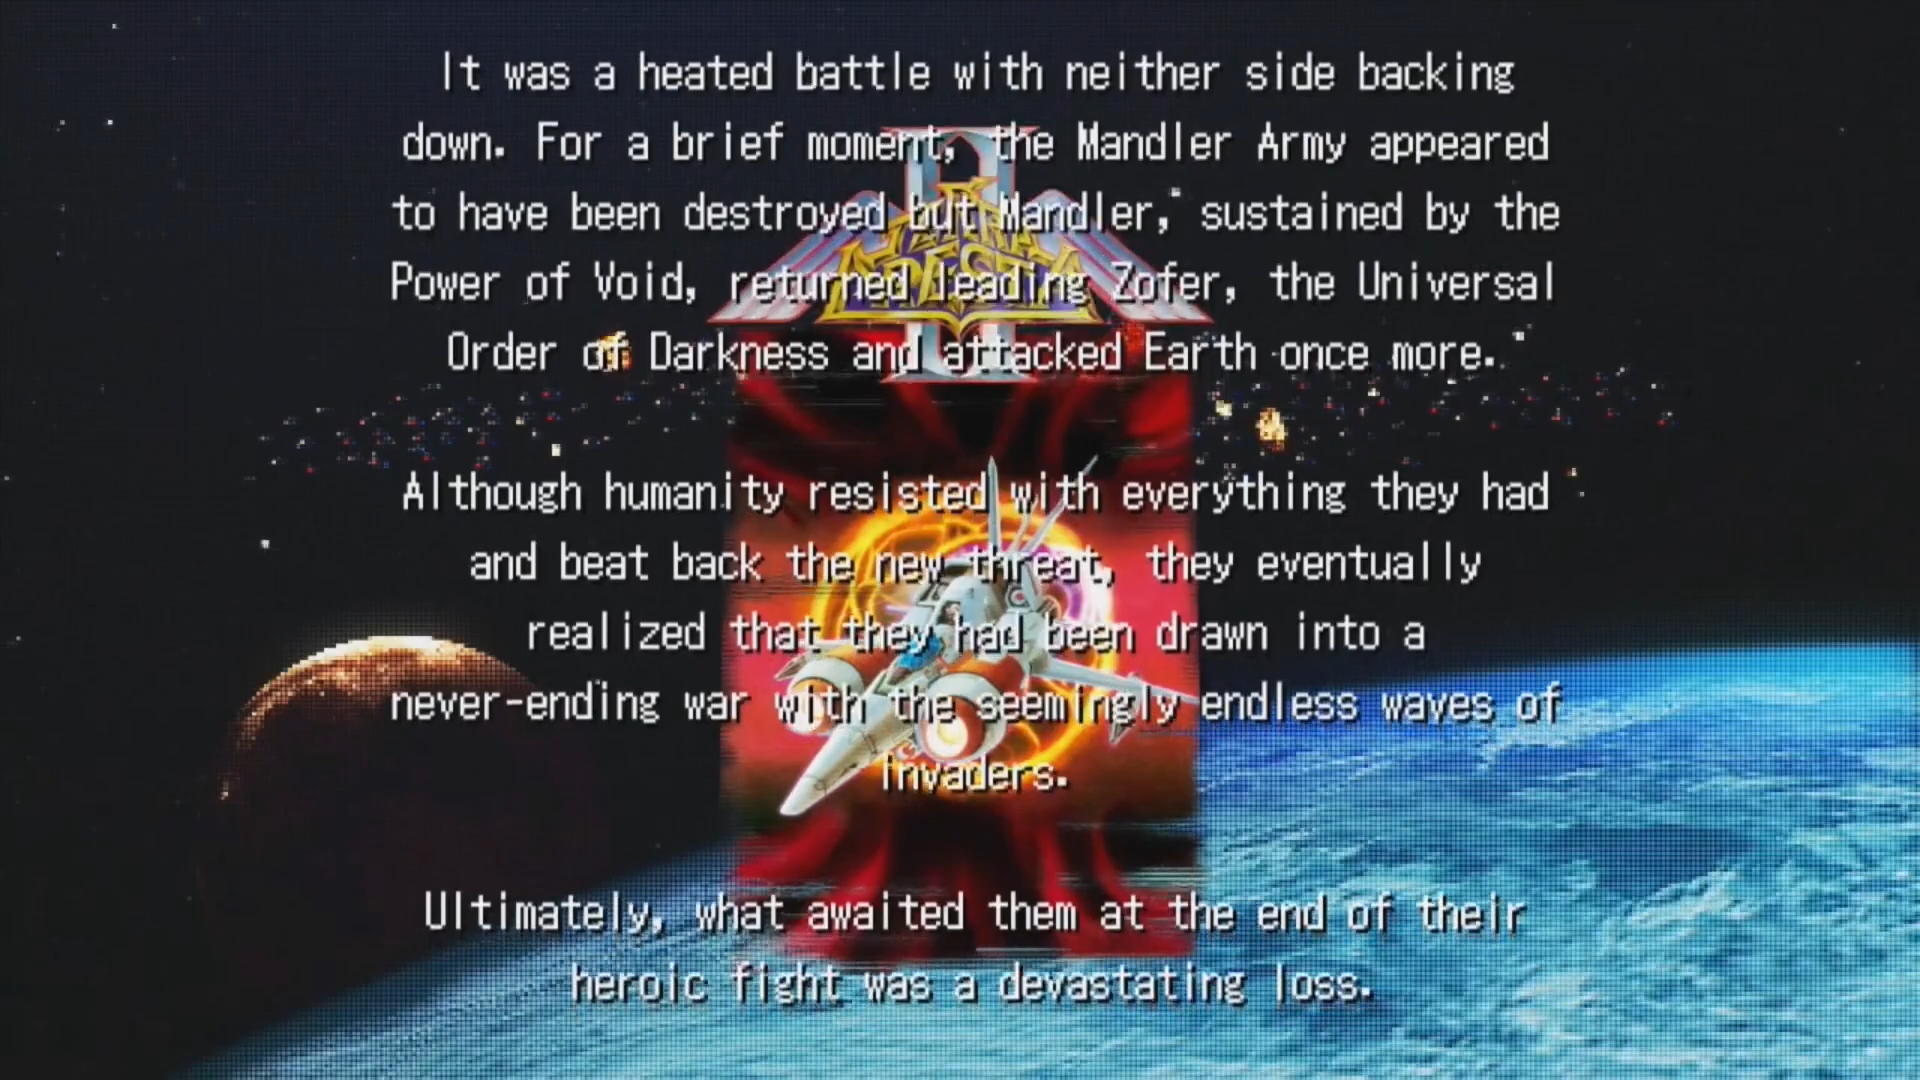 It was a heated battle with neither side backing
down. For a brief moment, the Mandler Army appeared
to have been destroyed but Mandler, sustained by the
Power of Void, returned leading Zofer, the Universal
Order of Darkness and attacked Earth once more.
II
TERRA
CRESTA
Although humanity resisted with everything they had
and beat back the new threat, they eventually
realized that they had been drawn into a
never-ending war with the seemingly endless waves of
invaders.
Ultimately, what awaited them at the end of their
heroic fight was a devastating loss.